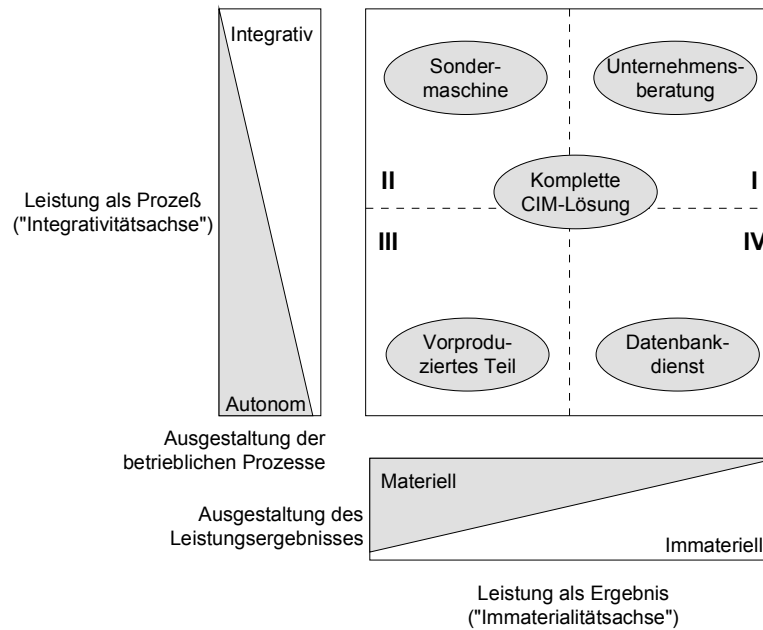 Integrativ
Sonder-
maschine
Unternehmens-
beratung
Leistung als Prozeß
("Integrativitätsachse")
II
Komplette
CIM-Lösung
I
III
IV
Vorprodu-
ziertes Teil
Datenbank-
dienst
Autonom
Ausgestaltung der
betrieblichen Prozesse
Materiell
Ausgestaltung des
Leistungsergebnisses
Immateriell
Leistung als Ergebnis
("Immaterialitätsachse")